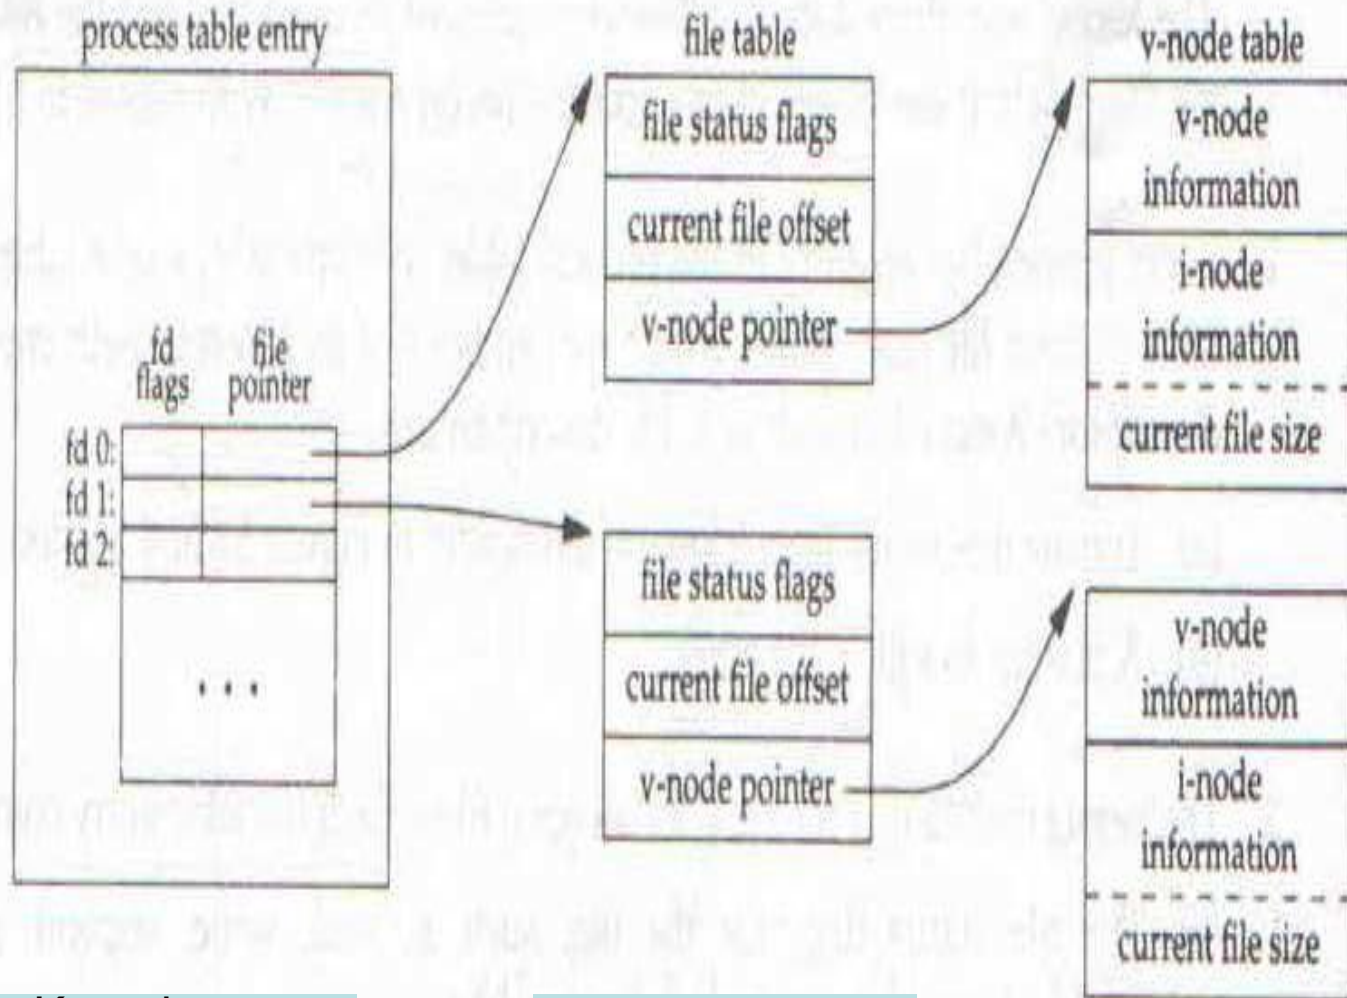 process table entry
fd
flags
file
pointer
fd 0:
fd 1:
fd 2:
...
file table
file status flags
current file offset
v-node pointer
file status flags
current file offset
v-node pointer
v-node table
v-node
information
i-node
information
current file size
v-node
information
i-node
information
current file size